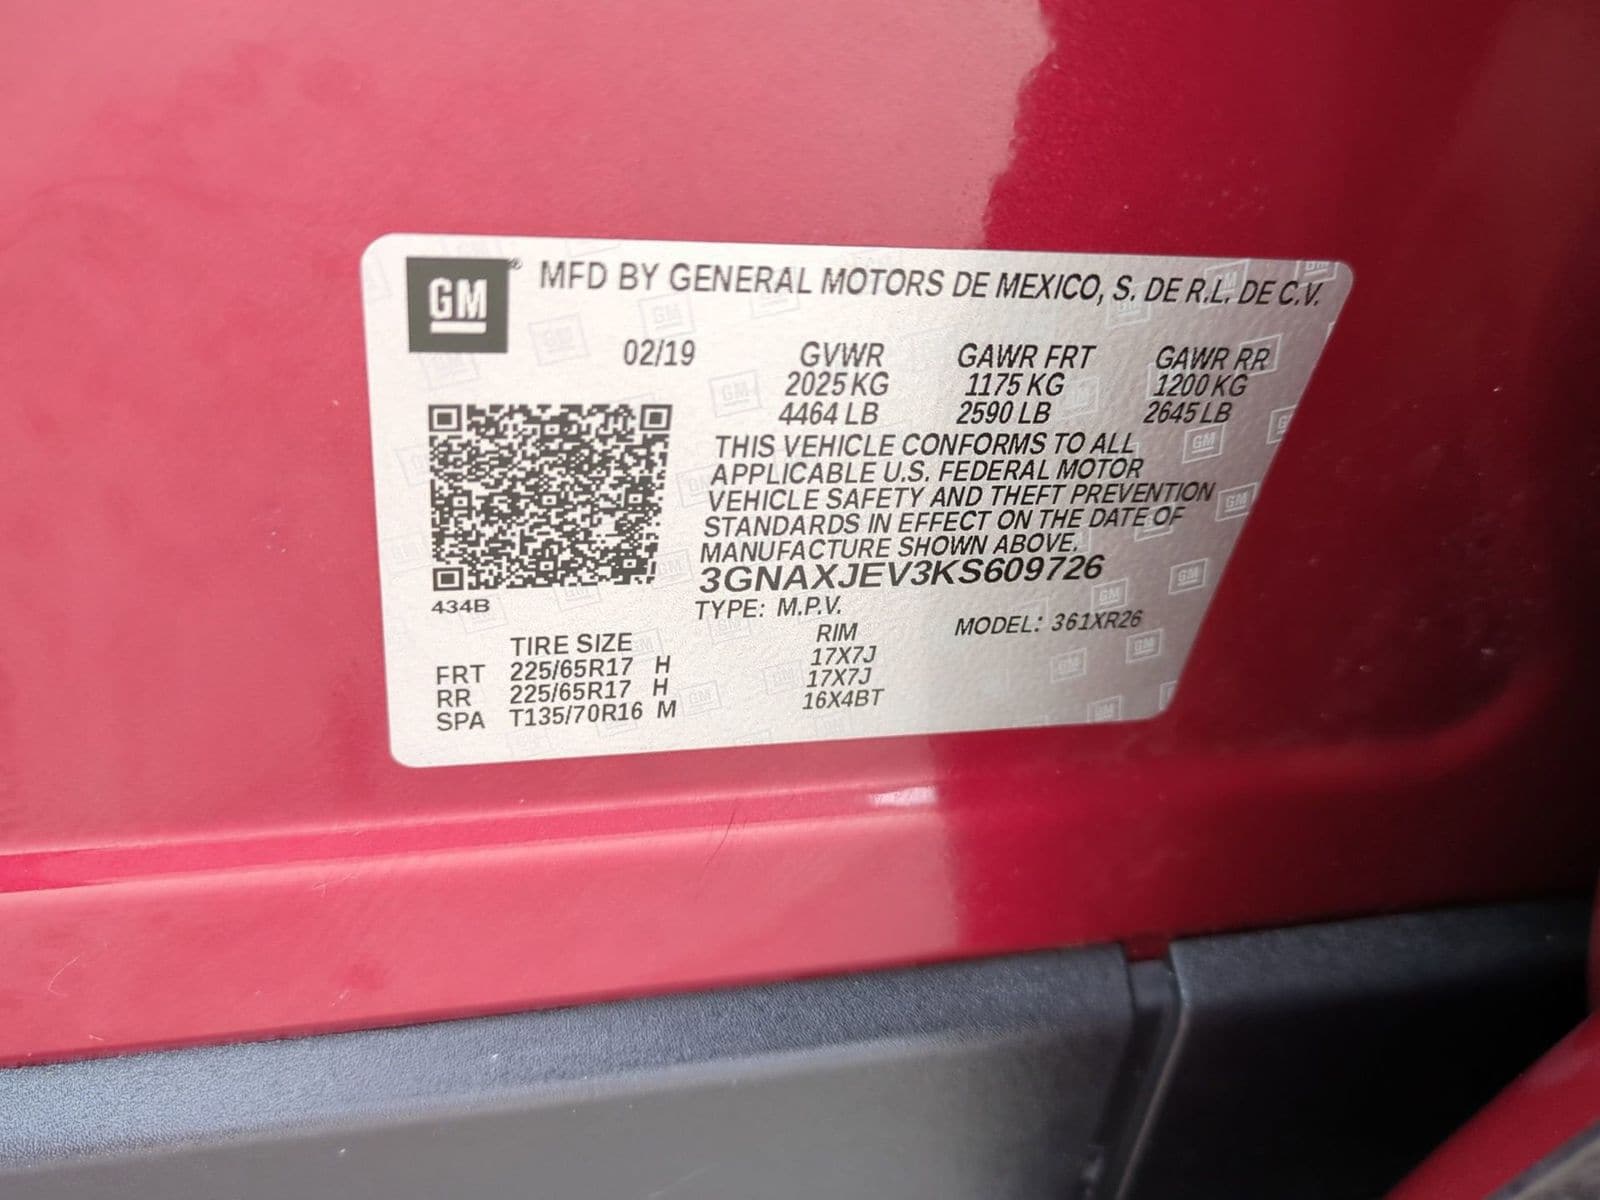 GM ® MFD BY GENERAL MOTORS DE MEXICO, S. DE R.L. DE C.V.
02/19 GVWR GAWR FRT GAWR RR
2025 KG 1175 KG 1200 KG
4464 LB 2590 LB 2645 LB
THIS VEHICLE CONFORMS TO ALL
APPLICABLE U.S. FEDERAL MOTOR
VEHICLE SAFETY AND THEFT PREVENTION
STANDARDS IN EFFECT ON THE DATE OF
MANUFACTURE SHOWN ABOVE.
3GNAXJEV3KS609726
434B
TYPE: M.P.V. MODEL: 361XR26
TIRE SIZE RIM
FRT 225/65R17 H 17X7J
RR 225/65R17 H 17X7J
SPA T135/70R16 M 16X4BT